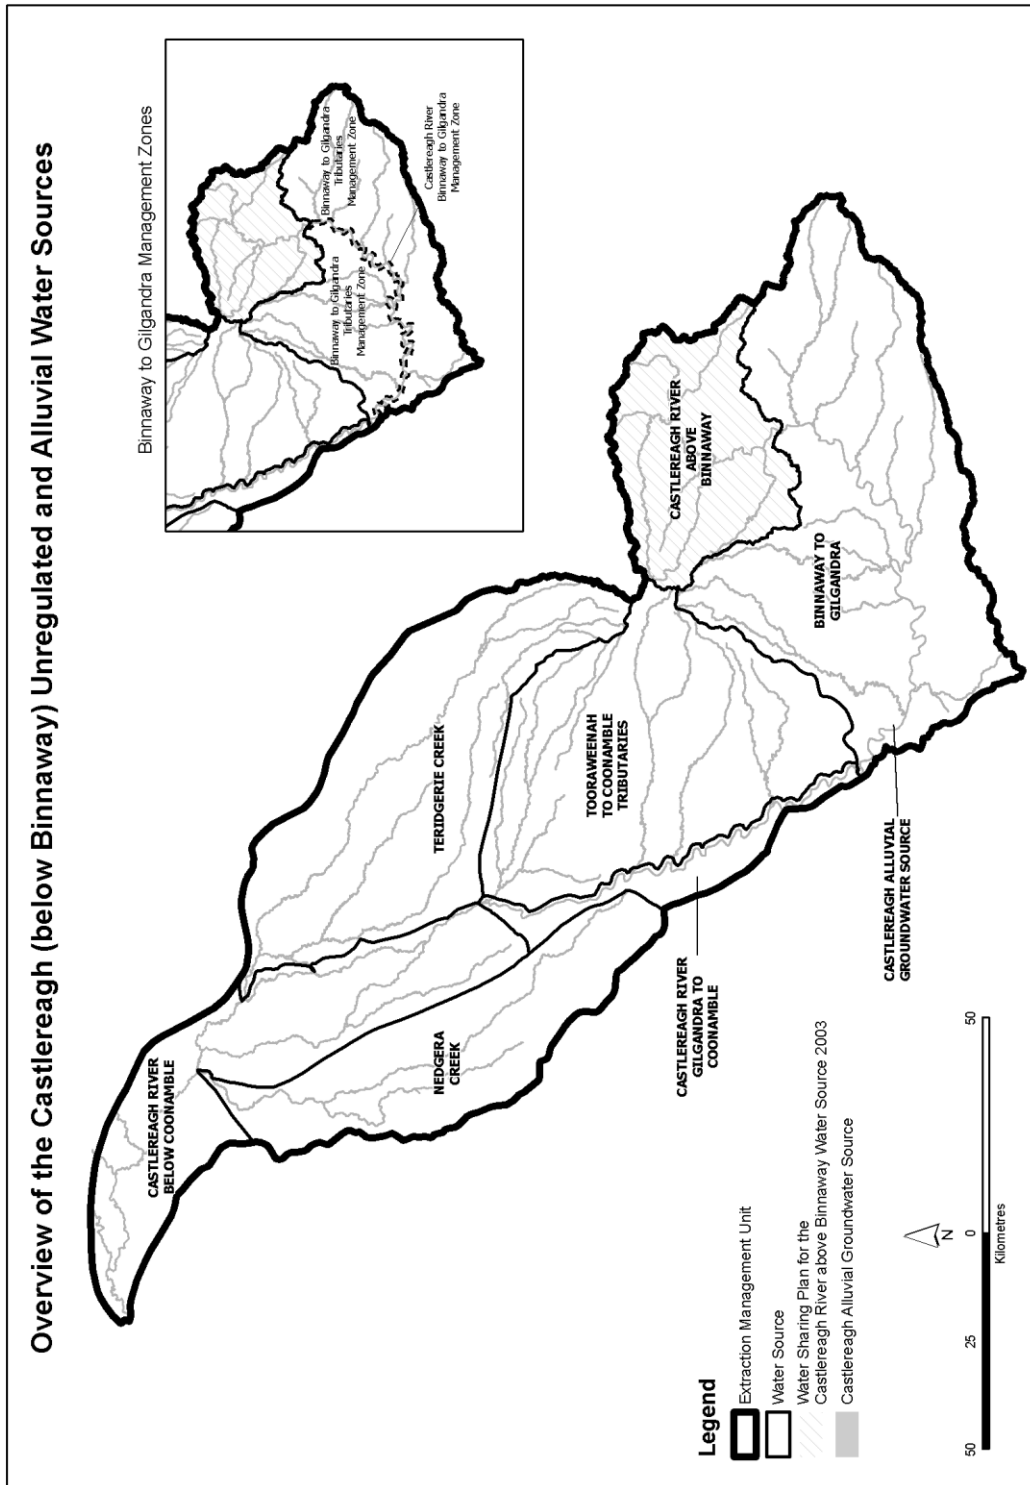 Overview of the Castlereagh (below Binnaway) Unregulated and Alluvial Water Sources
Binnaway to Gilgandra Management Zones
Binnaway to Gilgandra
Tributaries
Management Zone
Binnaway to Gilgandra
Tributaries
Management Zone
Castlereagh River
Binnaway to Gilgandra
Management Zone
CASTLEREAGH RIVER
BELOW COONAMBLE
TERIDGERIE CREEK
NEDGERA
CREEK
TOORAWEENAH
TO COONAMBLE
TRIBUTARIES
CASTLEREAGH RIVER
ABOVE
BINNAWAY
BINNAWAY TO
GILGANDRA
CASTLEREAGH RIVER
GILGANDRA TO
COONAMBLE
CASTLEREAGH ALLUVIAL
GROUNDWATER SOURCE
Legend
Extraction Management Unit
Water Source
Water Sharing Plan for the
Castlereagh River above Binnaway Water Source 2003
Castlereagh Alluvial Groundwater Source
N
50 25 0 50
Kilometres